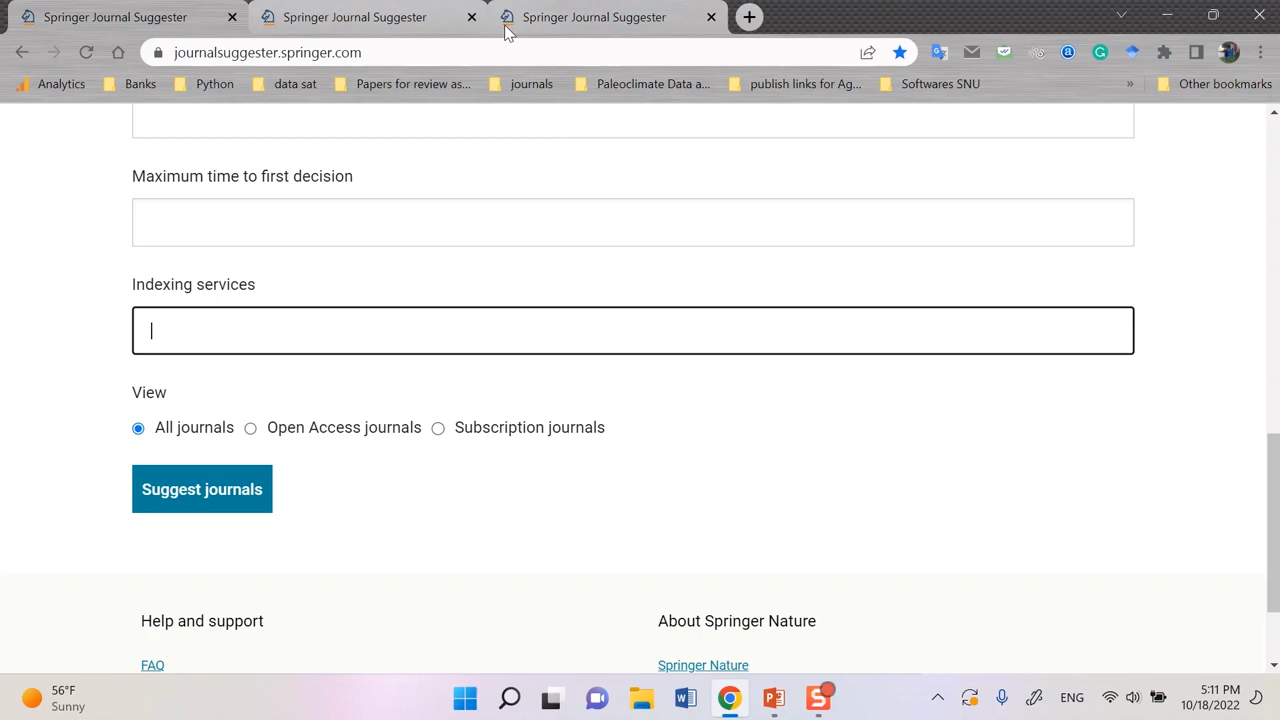 Springer Journal Suggester
Springer Journal Suggester
Springer Journal Suggester
journalsuggester.springer.com
Analytics
Banks
Python
data sat
Papers for review as...
journals
Paleoclimate Data a...
publish links for Ag...
Softwares SNU
»
Other bookmarks
Maximum time to first decision
Indexing services
View
All journals
Open Access journals
Subscription journals
Suggest journals
Help and support
About Springer Nature
FAQ
Springer Nature
56°F
Sunny
ENG
5:11 PM
10/18/2022